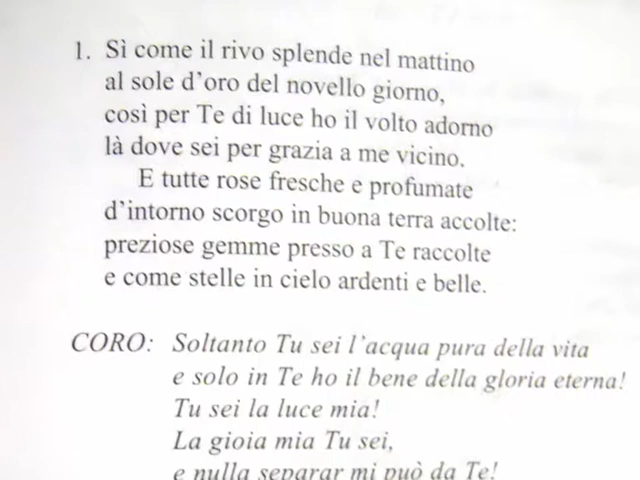 1. Sì come il rivo splende nel mattino
al sole d'oro del novello giorno,
così per Te di luce ho il volto adorno
là dove sei per grazia a me vicino.
E tutte rose fresche e profumate
d'intorno scorgo in buona terra accolte:
preziose gemme presso a Te raccolte
e come stelle in cielo ardenti e belle.
CORO: Soltanto Tu sei l'acqua pura della vita
e solo in Te ho il bene della gloria eterna!
Tu sei la luce mia!
La gioia mia Tu sei,
e nulla separar mi può da Te!